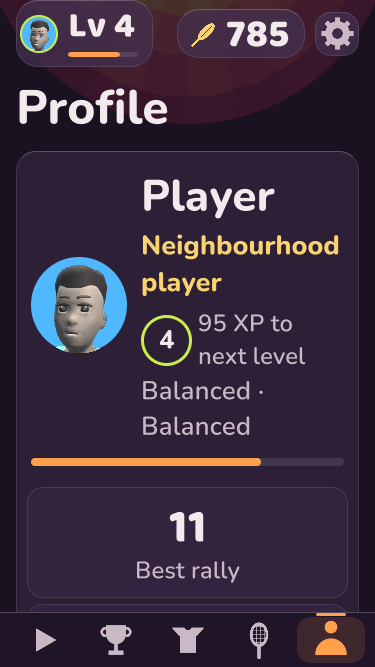 Lv 4
785
Profile
Player
Neighbourhood
player
4
95 XP to
next level
Balanced ·
Balanced
11
Best rally